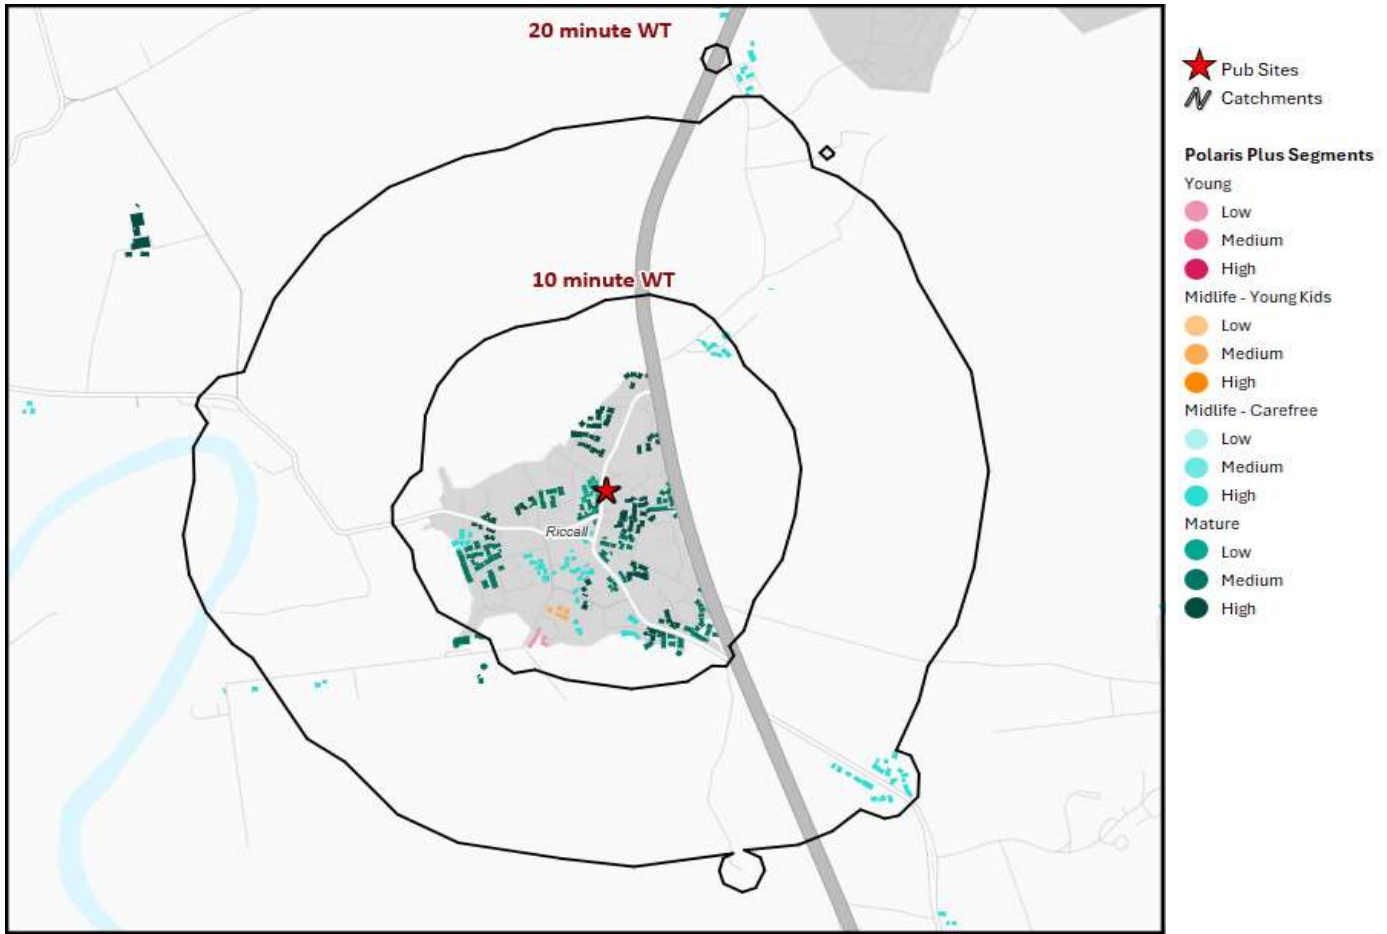 20 minute WT
10 minute WT
Riccall
Pub Sites
Catchments
Polaris Plus Segments
Young
Low
Medium
High
Midlife - Young Kids
Low
Medium
High
Midlife - Carefree
Low
Medium
High
Mature
Low
Medium
High